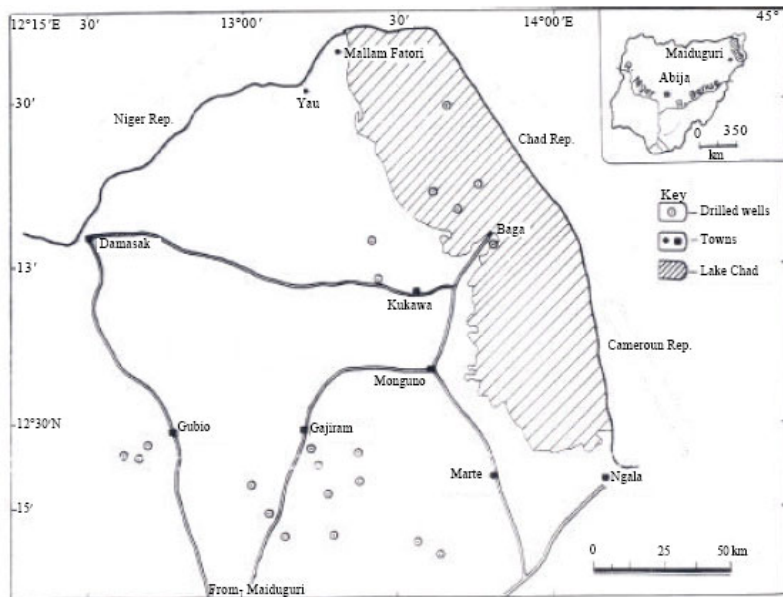 12°15′E
30′
13°00′
30′
14°00′
45°
Mallam Fatori
Maiduguri
Abija
Niger
Benue
0 350
km
30′
Yau
Niger Rep.
Chad Rep.
Key
Drilled wells
Towns
Lake Chad
Baga
Damasak
13′
Kukawa
Cameroun Rep.
Monguno
12°30′N
Gubio
Gajiram
Marte
Ngala
15′
0 25 50 km
From Maiduguri